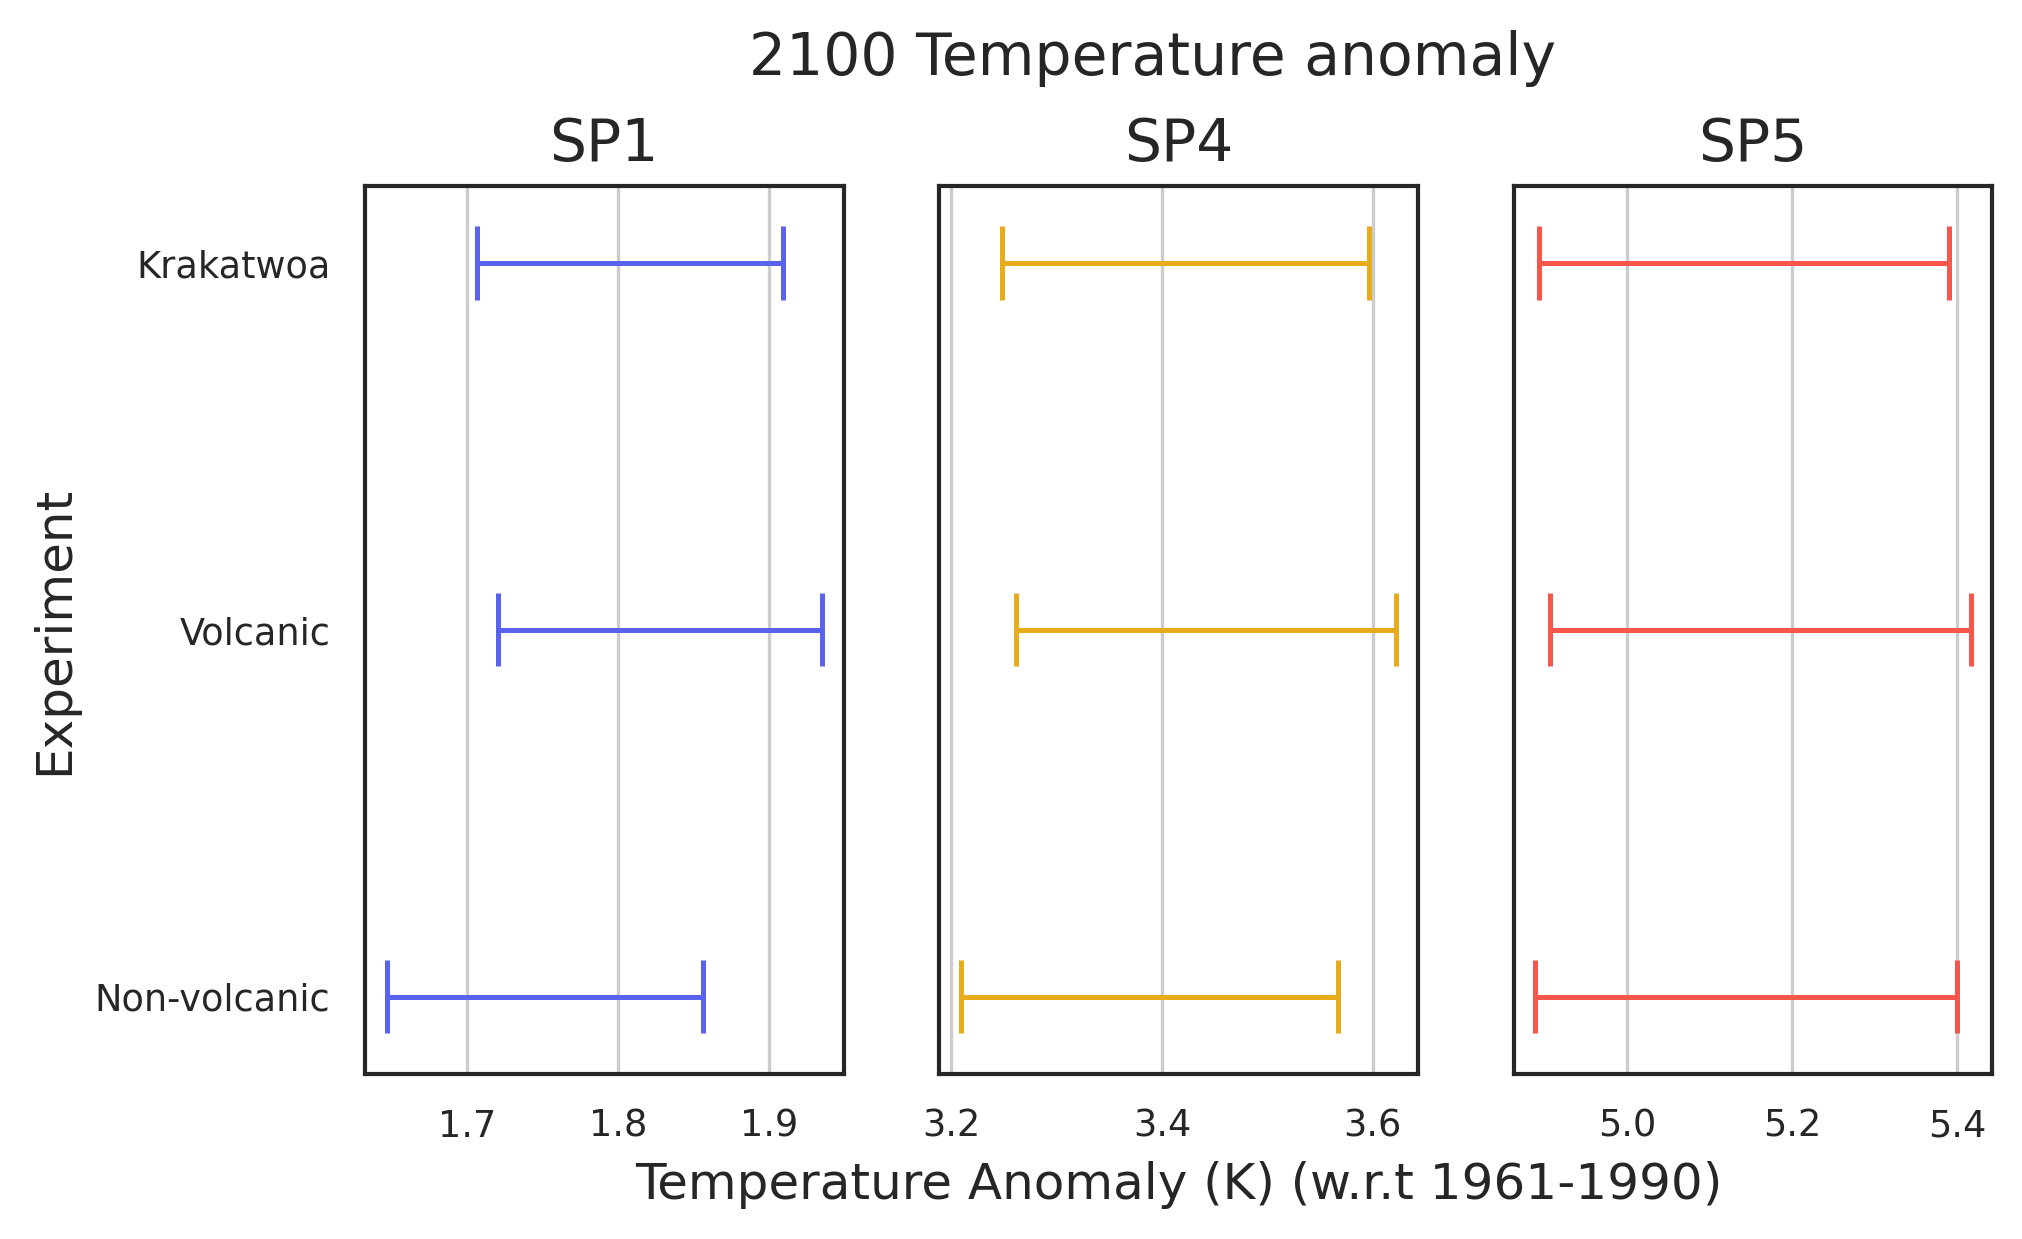 2100 Temperature anomaly
SP1
SP4
SP5
Krakatwoa
Volcanic
Non-volcanic
Experiment
1.7 1.8 1.9
3.2 3.4 3.6
5.0 5.2 5.4
Temperature Anomaly (K) (w.r.t 1961-1990)